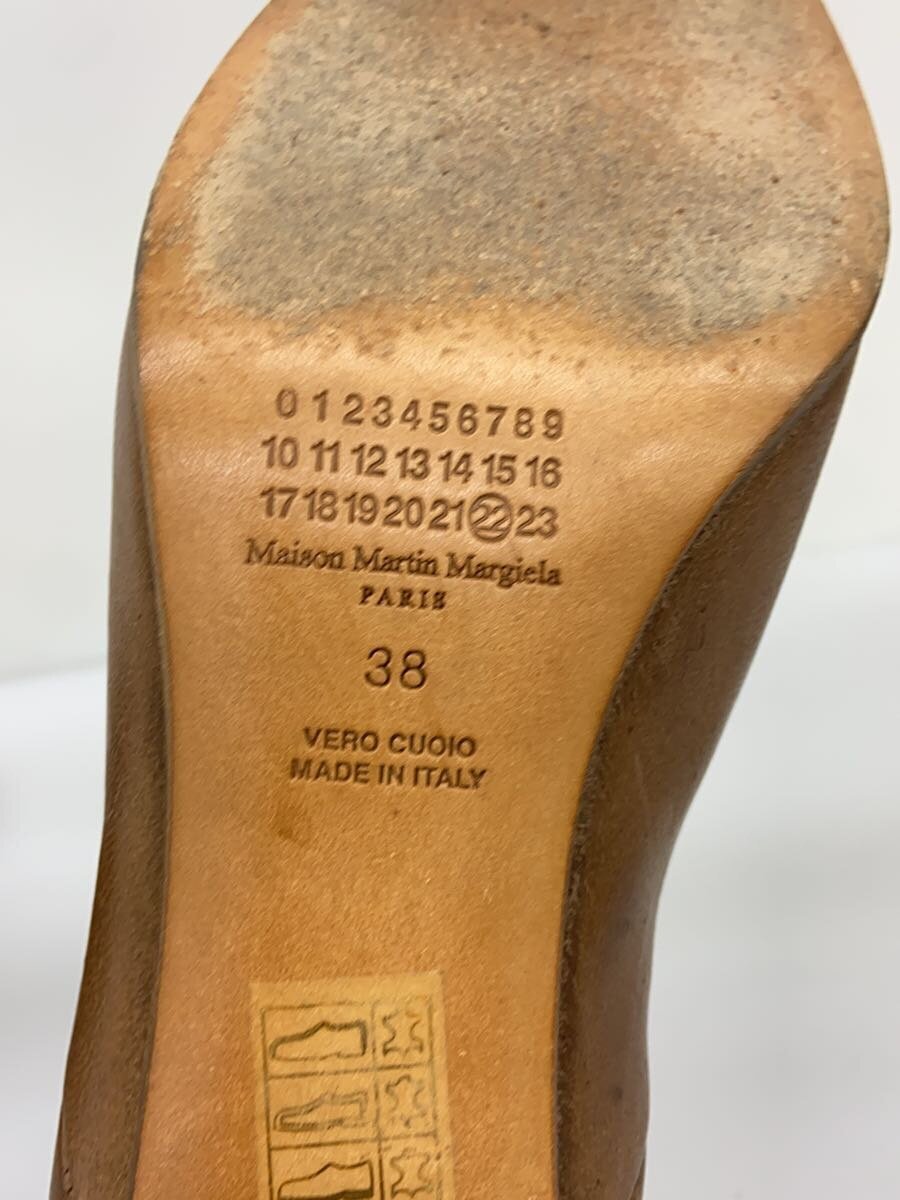 0 1 2 3 4 5 6 7 8 9
10 11 12 13 14 15 16
17 18 19 20 21 22 23
Maison Martin Margiela
PARIS
38
VERO CUOIO
MADE IN ITALY